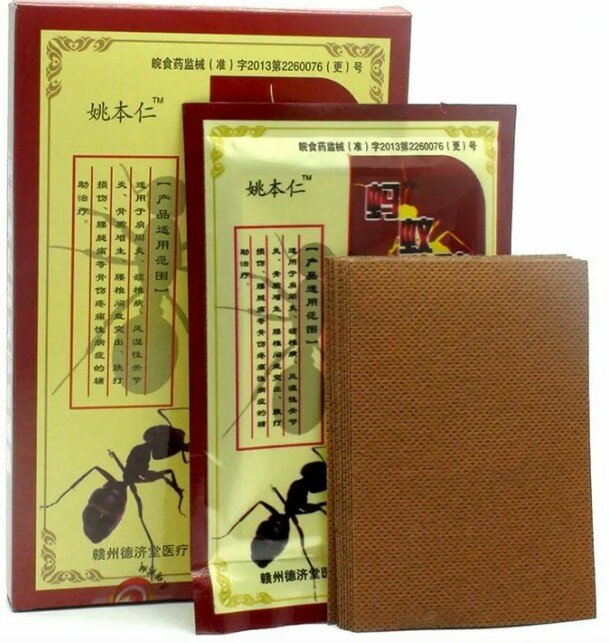 皖食药监械（准）字2013第2260076（更）号
姚本仁™
【产品适用范围】
适用于肩周炎、颈椎病、风湿性关节
炎、骨质增生、腰椎间盘突出、跌打
损伤、腰腿痛等骨伤疼痛性病症的辅
助治疗。
赣州德济堂医疗
皖食药监械（准）字2013第2260076（更）号
姚本仁™
蚂蚁
【产品适用范围】
适用于肩周炎、颈椎病、风湿性关节
炎、骨质增生、腰椎间盘突出、跌打
损伤、腰腿痛等骨伤疼痛性病症的辅
助治疗。
赣州德济堂医